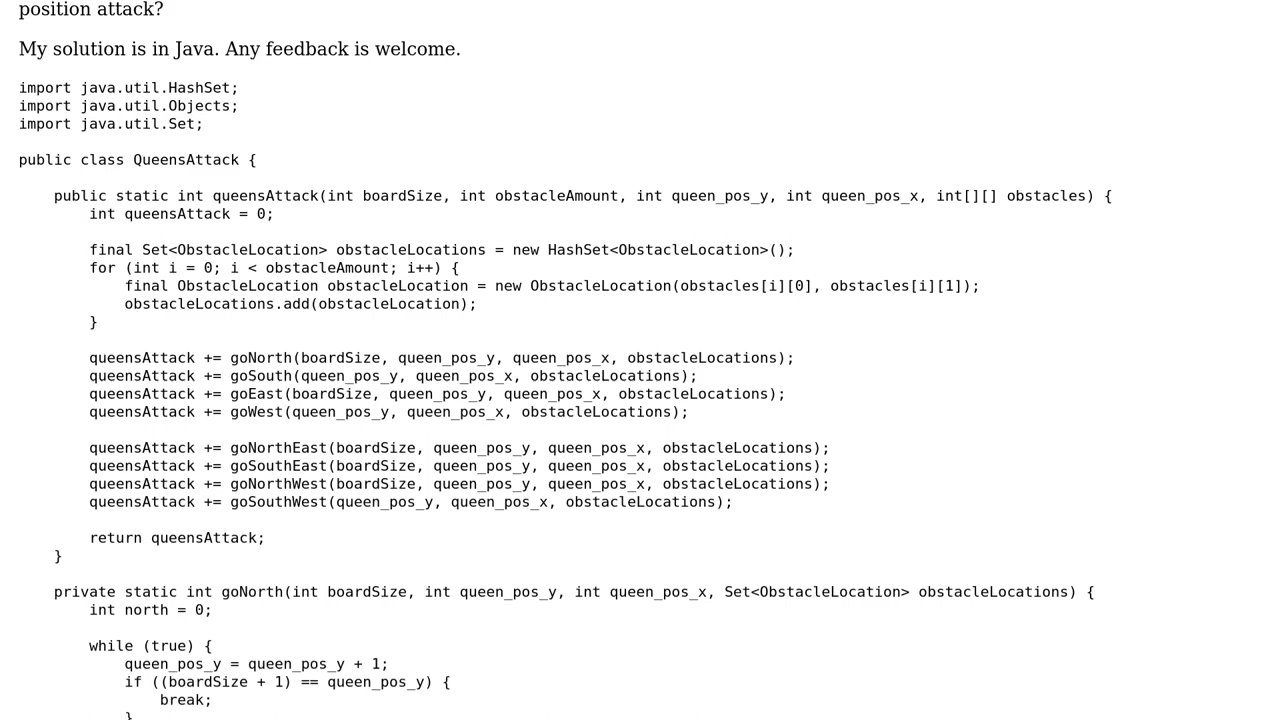 position attack?
My solution is in Java. Any feedback is welcome.
import java.util.HashSet;
import java.util.Objects;
import java.util.Set;
public class QueensAttack {
    public static int queensAttack(int boardSize, int obstacleAmount, int queen_pos_y, int queen_pos_x, int[][] obstacles) {
        int queensAttack = 0;
        final Set<ObstacleLocation> obstacleLocations = new HashSet<ObstacleLocation>();
        for (int i = 0; i < obstacleAmount; i++) {
            final ObstacleLocation obstacleLocation = new ObstacleLocation(obstacles[i][0], obstacles[i][1]);
            obstacleLocations.add(obstacleLocation);
        }
        queensAttack += goNorth(boardSize, queen_pos_y, queen_pos_x, obstacleLocations);
        queensAttack += goSouth(queen_pos_y, queen_pos_x, obstacleLocations);
        queensAttack += goEast(boardSize, queen_pos_y, queen_pos_x, obstacleLocations);
        queensAttack += goWest(queen_pos_y, queen_pos_x, obstacleLocations);
        queensAttack += goNorthEast(boardSize, queen_pos_y, queen_pos_x, obstacleLocations);
        queensAttack += goSouthEast(boardSize, queen_pos_y, queen_pos_x, obstacleLocations);
        queensAttack += goNorthWest(boardSize, queen_pos_y, queen_pos_x, obstacleLocations);
        queensAttack += goSouthWest(queen_pos_y, queen_pos_x, obstacleLocations);
        return queensAttack;
    }
    private static int goNorth(int boardSize, int queen_pos_y, int queen_pos_x, Set<ObstacleLocation> obstacleLocations) {
        int north = 0;
        while (true) {
            queen_pos_y = queen_pos_y + 1;
            if ((boardSize + 1) == queen_pos_y) {
                break;
            }